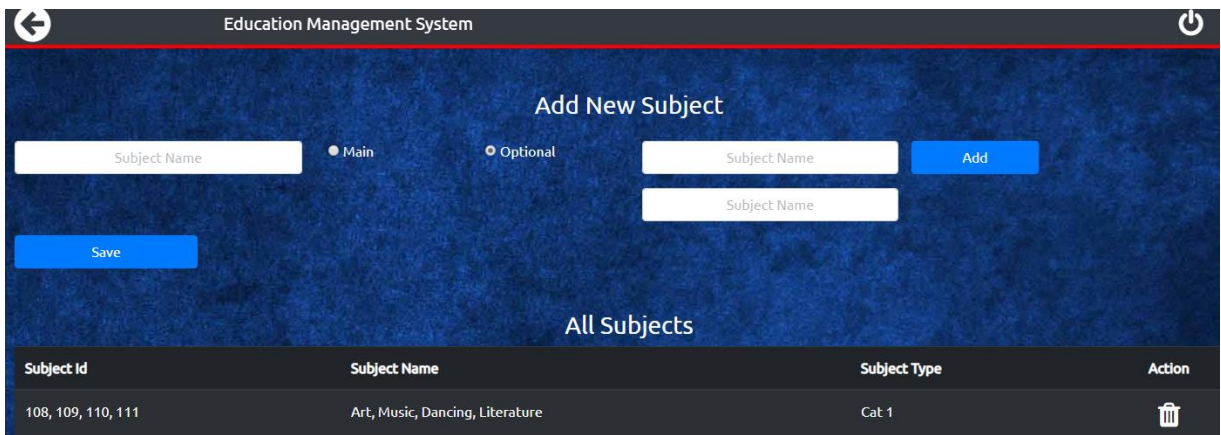 Education Management System
Add New Subject
Subject Name Main Optional Subject Name Add
Subject Name
Save
All Subjects
Subject Id Subject Name Subject Type Action
108, 109, 110, 111 Art, Music, Dancing, Literature Cat 1